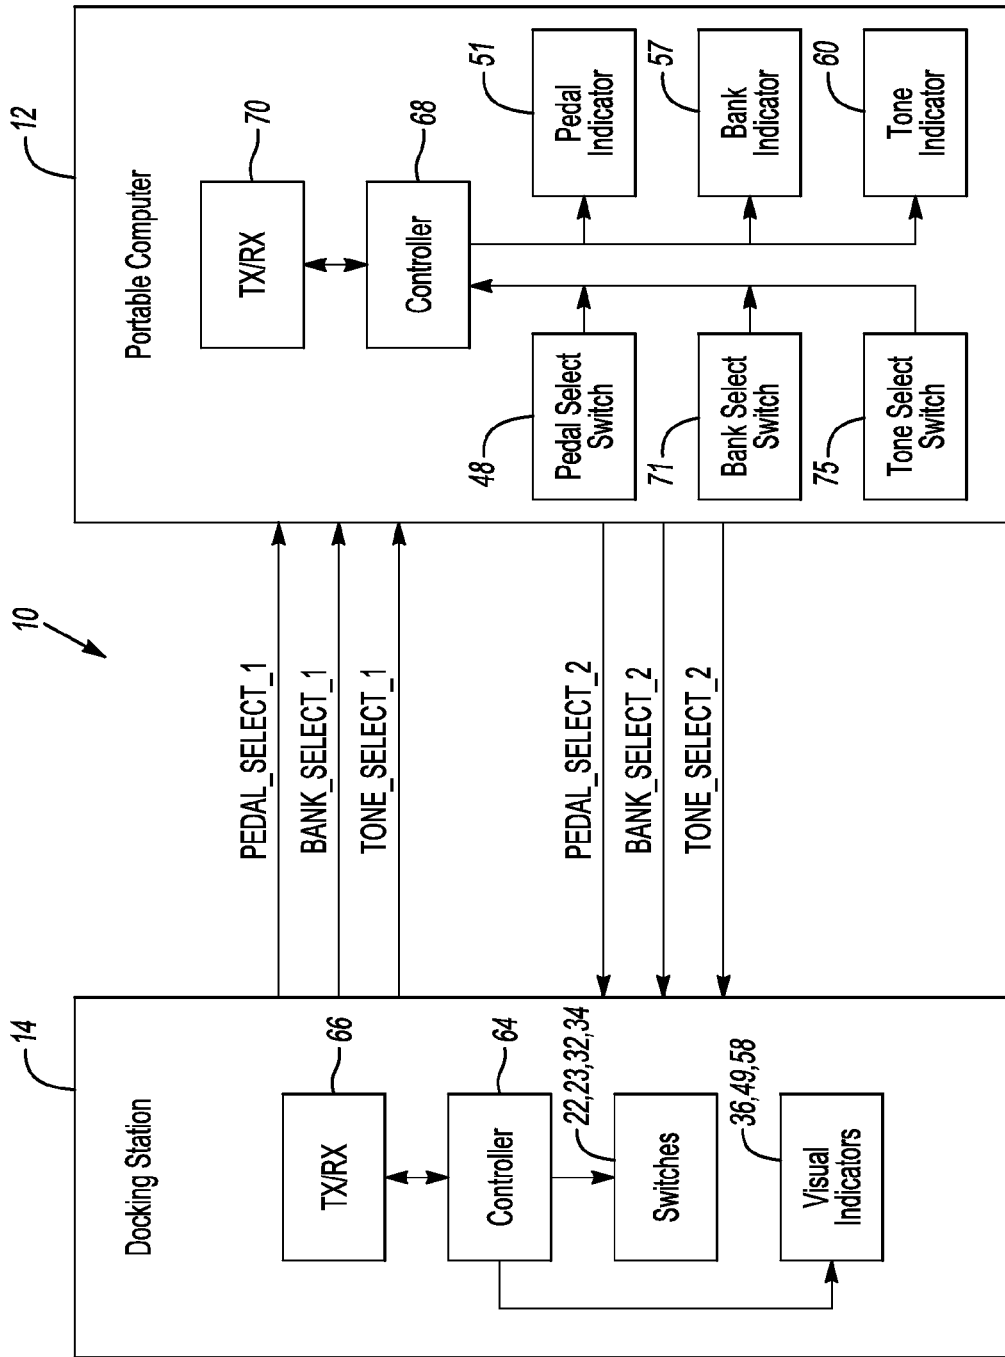 10
14
Docking Station
66
TX/RX
64
Controller
22,23,32,34
Switches
36,49,58
Visual
Indicators
PEDAL_SELECT_1
BANK_SELECT_1
TONE_SELECT_1
PEDAL_SELECT_2
BANK_SELECT_2
TONE_SELECT_2
12
Portable Computer
70
TX/RX
68
Controller
48
Pedal Select
Switch
51
Pedal
Indicator
71
Bank Select
Switch
57
Bank
Indicator
75
Tone Select
Switch
60
Tone
Indicator